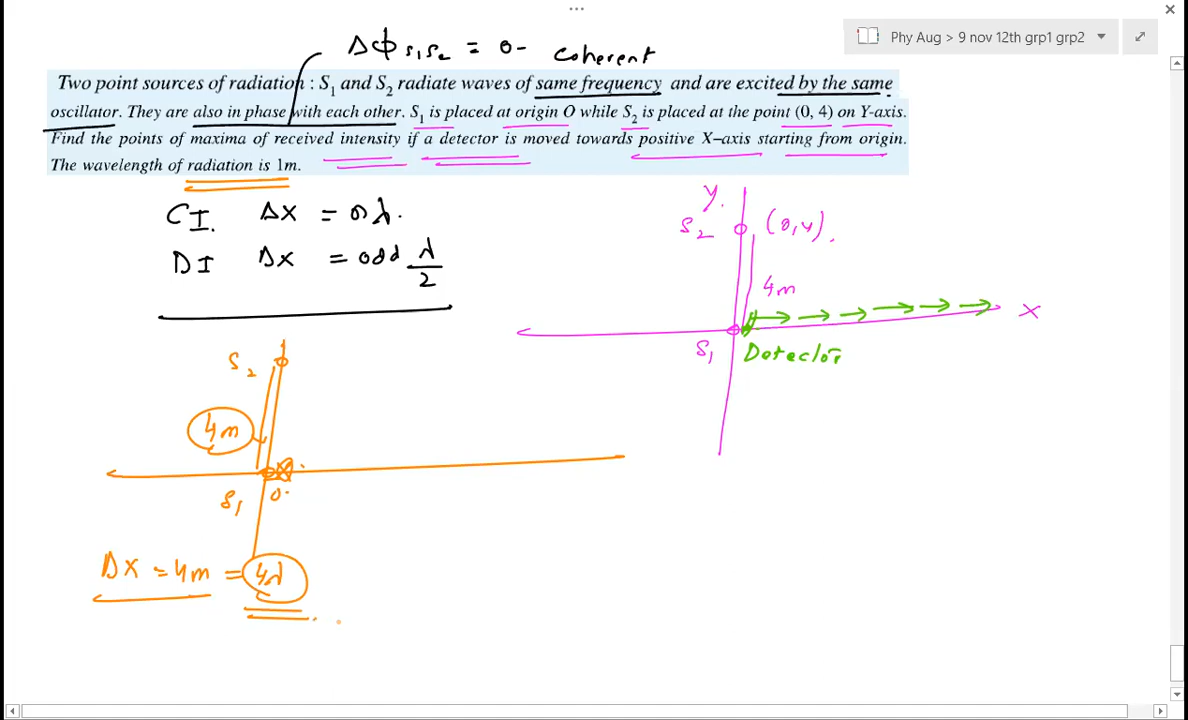 Phy Aug > 9 nov 12th grp1 grp2
Δϕ s₁s₂ = 0- coherent
Two point sources of radiation : S₁ and S₂ radiate waves of same frequency and are excited by the same
oscillator. They are also in phase with each other. S₁ is placed at origin O while S₂ is placed at the point (0, 4) on Y-axis.
Find the points of maxima of received intensity if a detector is moved towards positive X–axis starting from origin.
The wavelength of radiation is 1m.
CI. Δx = nλ.
DI Δx = odd λ/2
Y.
S₂ (0,4).
4m
X
S₁ Detector
S₂
4m
S₁ 0.
Δx = 4m = 4λ